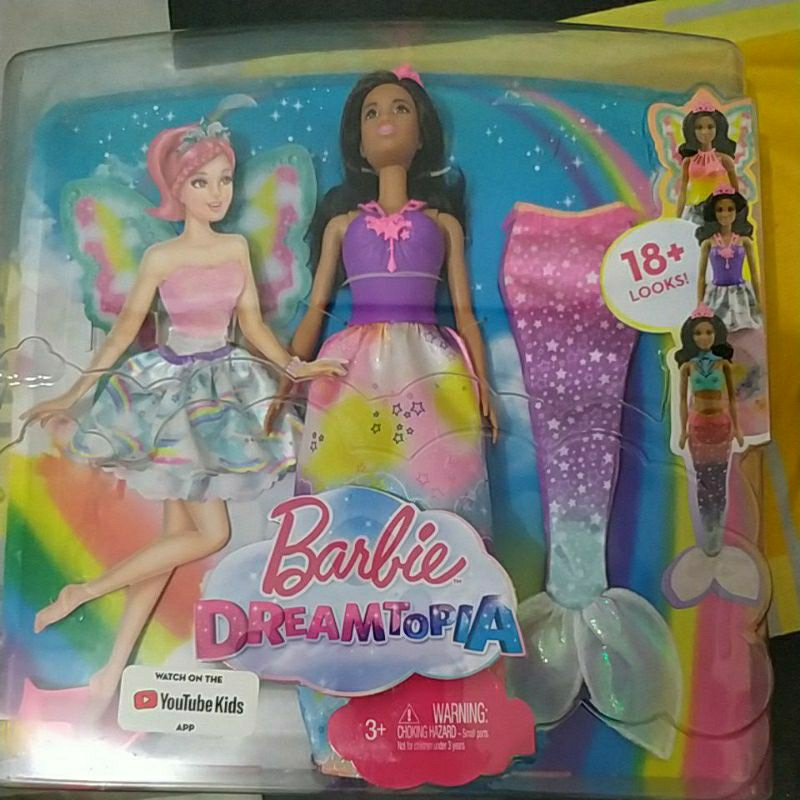 18+
LOOKS!
Barbie™
DREAMTOPIA
WATCH ON THE
YouTube Kids
APP
3+
WARNING:
CHOKING HAZARD – Small parts.
Not for children under 3 years.